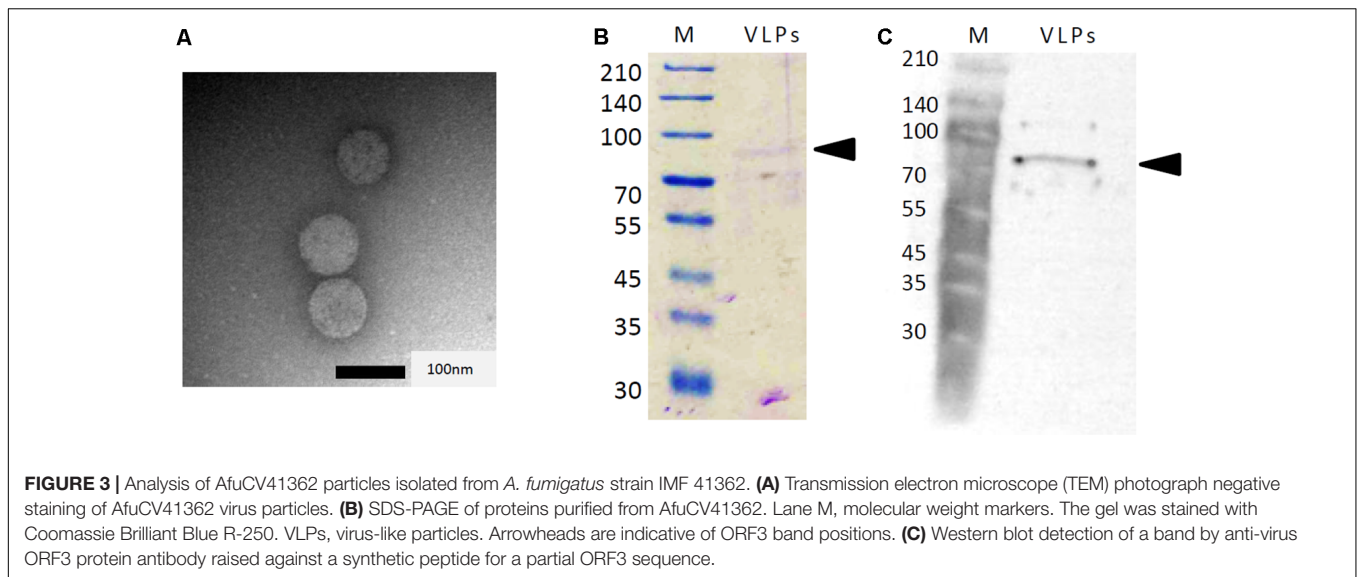 A
100nm
B
M VLPs
210
140
100
70
55
45
35
30
C
M VLPs
210
140
100
70
55
45
35
30
FIGURE 3 | Analysis of AfuCV41362 particles isolated from A. fumigatus strain IMF 41362. (A) Transmission electron microscope (TEM) photograph negative
staining of AfuCV41362 virus particles. (B) SDS-PAGE of proteins purified from AfuCV41362. Lane M, molecular weight markers. The gel was stained with
Coomassie Brilliant Blue R-250. VLPs, virus-like particles. Arrowheads are indicative of ORF3 band positions. (C) Western blot detection of a band by anti-virus
ORF3 protein antibody raised against a synthetic peptide for a partial ORF3 sequence.